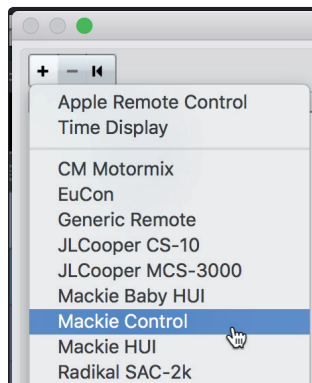 Apple Remote Control
Time Display
CM Motormix
EuCon
Generic Remote
JLCooper CS-10
JLCooper MCS-3000
Mackie Baby HUI
Mackie Control
Mackie HUI
Radikal SAC-2k